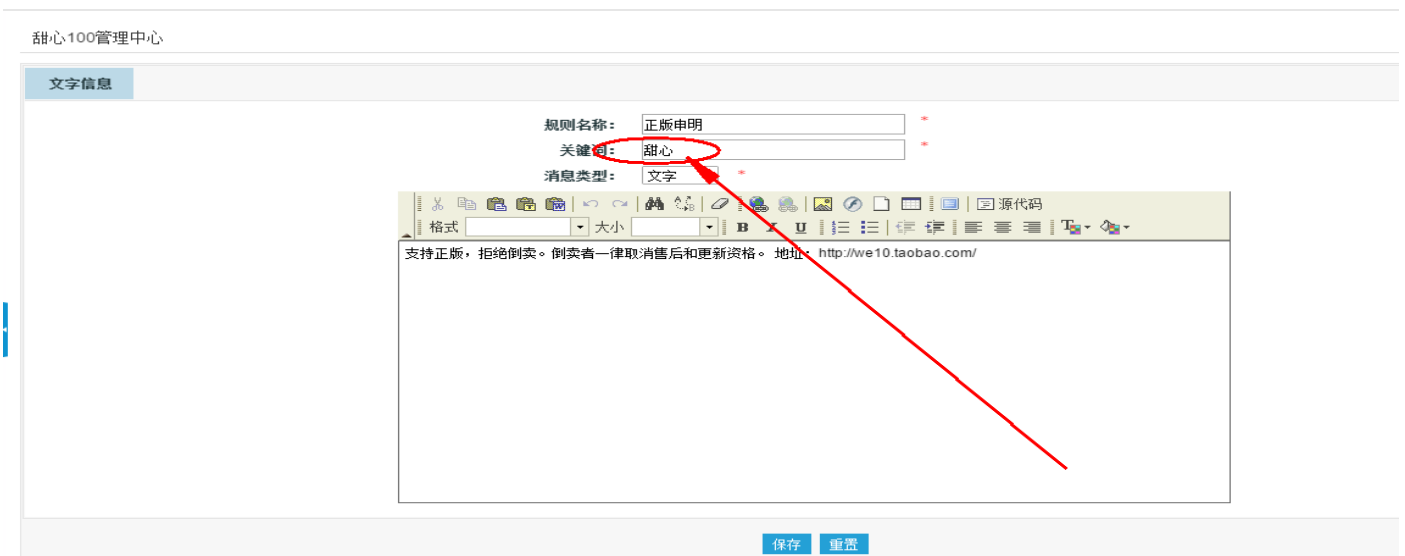 甜心100管理中心
文字信息
规则名称： 正版申明 *
关键词： 甜心 *
消息类型： 文字 *
源代码
格式 大小 B I U
支持正版，拒绝倒卖。倒卖者一律取消售后和更新资格。 地址：http://we10.taobao.com/
保存 重置